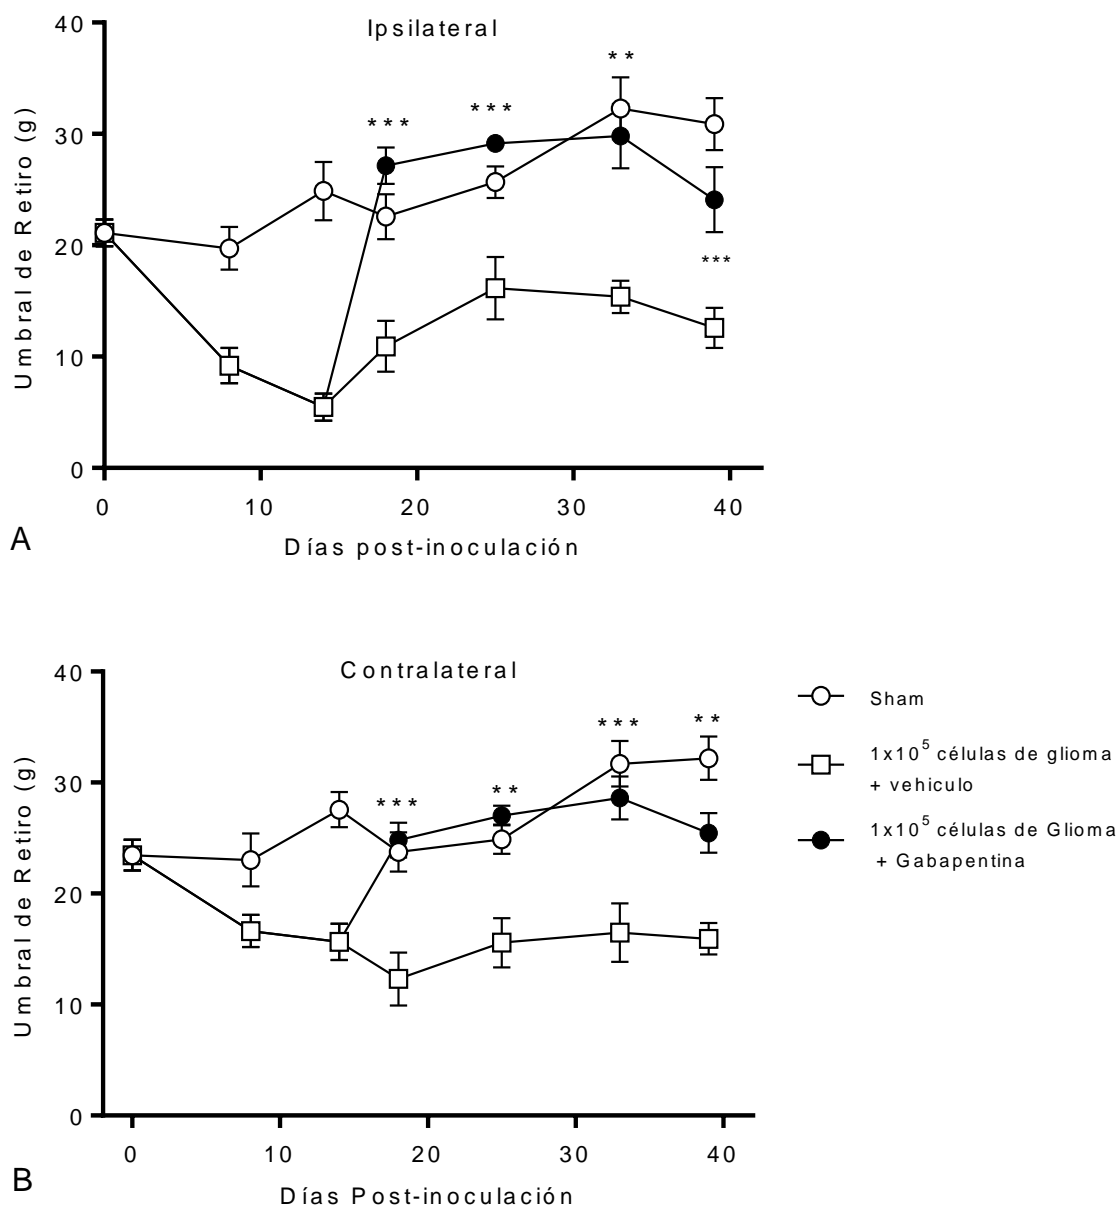 Ipsilateral
40
30
20
10
0
Umbral de Retiro (g)
**
***
***
***
0 10 20 30 40
Días post-inoculación
A
Contralateral
40
30
20
10
0
Umbral de Retiro (g)
*** **
**
***
0 10 20 30 40
Días Post-inoculación
B
Sham
1x10⁵ células de glioma
+ vehiculo
1x10⁵ células de Glioma
+ Gabapentina